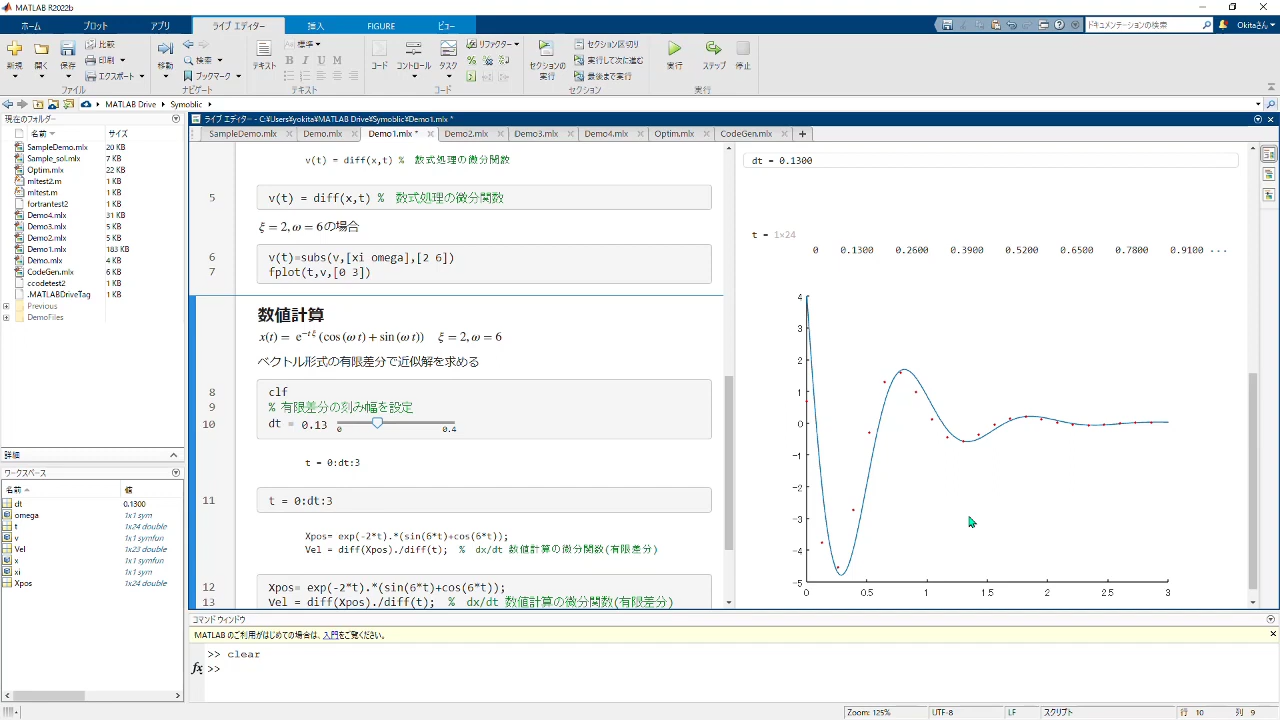 MATLAB R2022b
ホーム プロット アプリ ライブ エディター 挿入 FIGURE ビュー ドキュメンテーションの検索 Okitaさん
新規 開く 保存 比較 印刷 エクスポート 移動 検索 ブックマーク テキスト 標準 B I U M コード コントロール タスク リファクター セクションの実行 セクション区切り 実行して次に進む 最後まで実行 実行 ステップ 停止
ファイル ナビゲート テキスト コード セクション 実行
MATLAB Drive Symoblic
現在のフォルダー
名前 サイズ
SampleDemo.mlx 20 KB
Sample_sol.mlx 7 KB
Optim.mlx 22 KB
mltest2.m 1 KB
mltest.m 1 KB
fortrantest2 1 KB
Demo4.mlx 31 KB
Demo3.mlx 5 KB
Demo2.mlx 5 KB
Demo1.mlx 183 KB
Demo.mlx 4 KB
CodeGen.mlx 6 KB
ccodetest2 1 KB
.MATLABDriveTag 1 KB
Previous
DemoFiles
詳細
ワークスペース
名前 値
dt 0.1300
omega 1x1 sym
t 1x24 double
v 1x1 symfun
Vel 1x23 double
x 1x1 symfun
xi 1x1 sym
Xpos 1x24 double
ライブ エディター - C:¥Users¥yokita¥MATLAB Drive¥Symoblic¥Demo1.mlx *
SampleDemo.mlx Demo.mlx Demo1.mlx * Demo2.mlx Demo3.mlx Demo4.mlx Optim.mlx CodeGen.mlx
v(t) = diff(x,t) % 数式処理の微分関数
5 v(t) = diff(x,t) % 数式処理の微分関数
ξ = 2, ω = 6の場合
6 v(t)=subs(v,[xi omega],[2 6])
7 fplot(t,v,[0 3])
数値計算
x(t) = e^{−t ξ} (cos (ω t) + sin (ω t)) ξ = 2, ω = 6
ベクトル形式の有限差分で近似解を求める
8 clf
9 % 有限差分の刻み幅を設定
10 dt = 0.13 0 0.4
t = 0:dt:3
11 t = 0:dt:3
Xpos= exp(-2*t).*(sin(6*t)+cos(6*t));
Vel = diff(Xpos)./diff(t); % dx/dt 数値計算の微分関数(有限差分)
12 Xpos= exp(-2*t).*(sin(6*t)+cos(6*t));
13 Vel = diff(Xpos)./diff(t); % dx/dt 数値計算の微分関数(有限差分)
dt = 0.1300
t = 1×24
0 0.1300 0.2600 0.3900 0.5200 0.6500 0.7800 0.9100 ···
4
3
2
1
0
-1
-2
-3
-4
-5
0 0.5 1 1.5 2 2.5 3
コマンド ウィンドウ
MATLAB のご利用がはじめての場合は、入門をご覧ください。
>> clear
fx >>
Zoom: 125% UTF-8 LF スクリプト 行 10 列 9